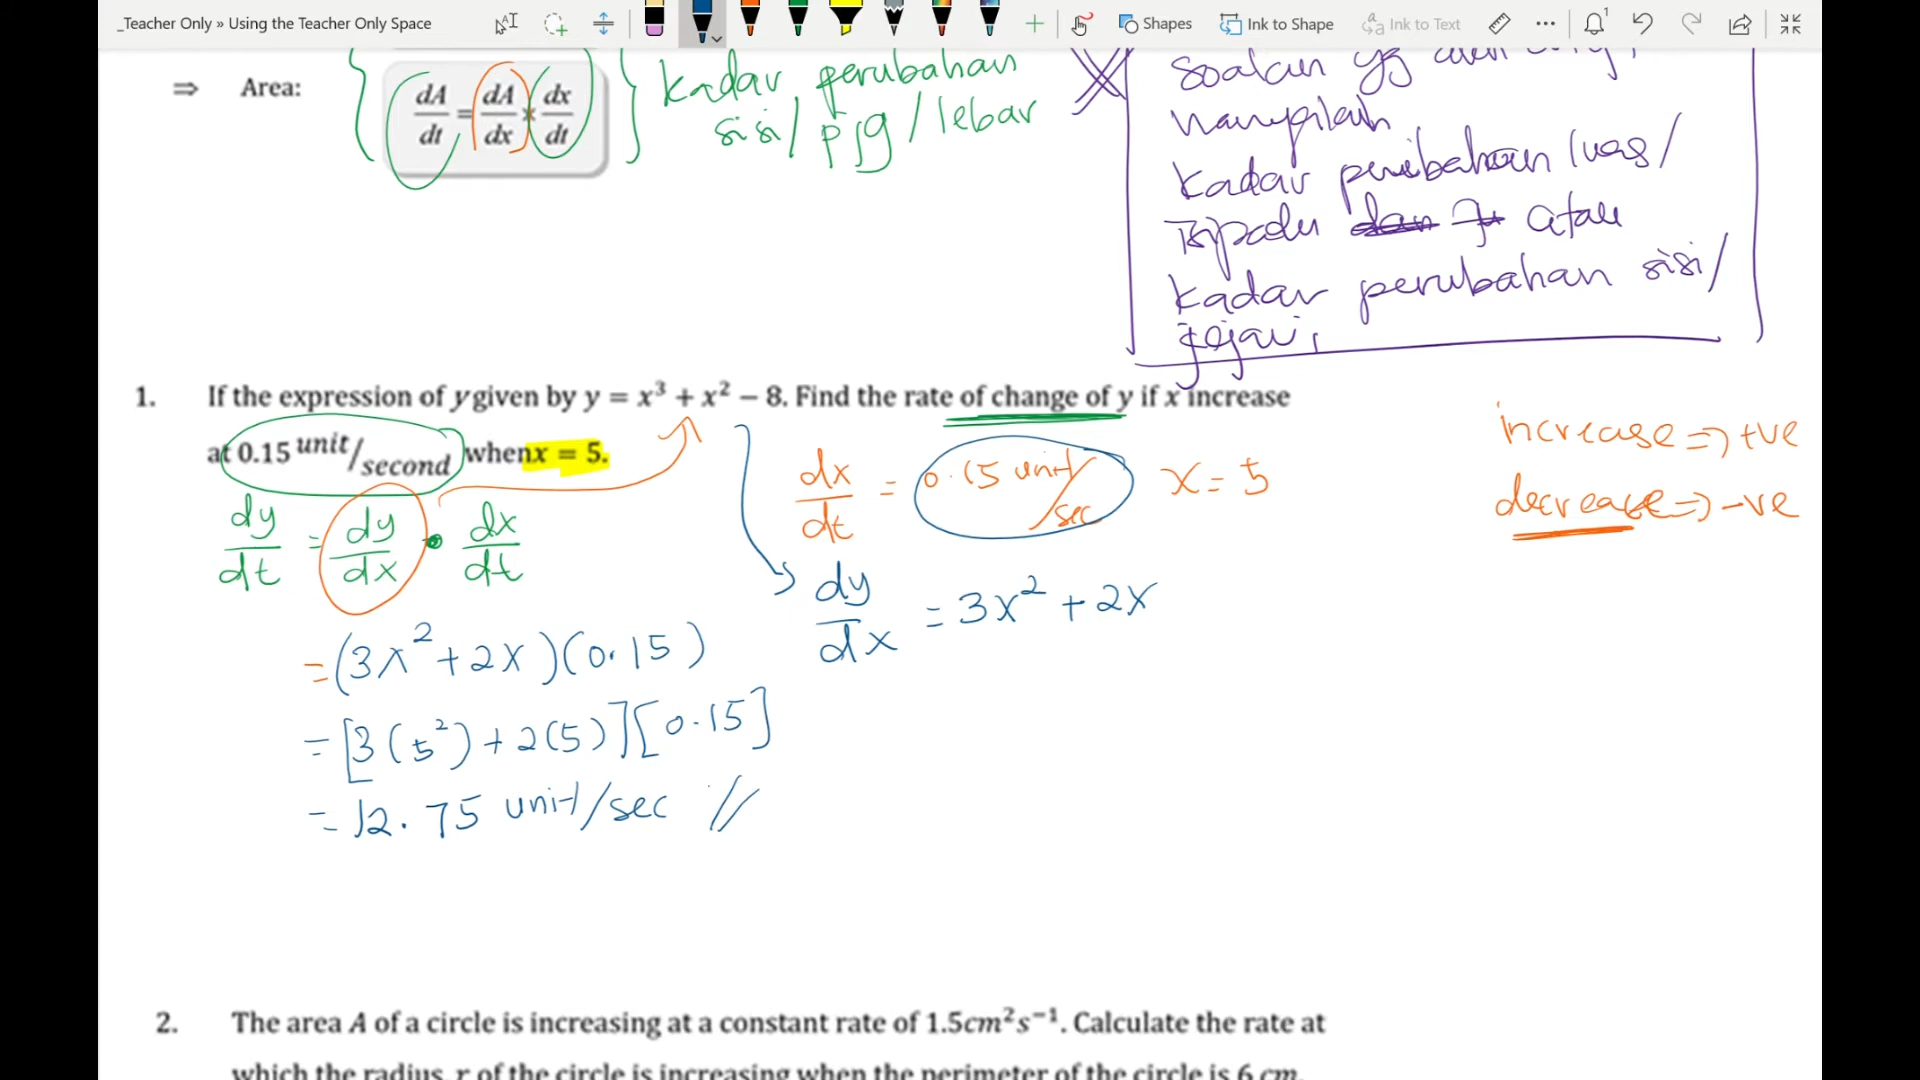 _Teacher Only » Using the Teacher Only Space
Shapes
Ink to Shape
Ink to Text
1
⇒ Area:
dA/dt = dA/dx × dx/dt
kadar perubahan
sisi/pjg/lebar
Soalan yg
hanyalah
kadar perubahan luas/
isipadu dan atau
kadar perubahan sisi/
jejari,
1. If the expression of y given by y = x³ + x² − 8. Find the rate of change of y if x increase
at 0.15 unit/second when x = 5.
dx/dt = 0.15 unit/sec x = 5
increase => +ve
decrease => -ve
dy/dt = dy/dx • dx/dt
dy/dx = 3x² + 2x
= (3x² + 2x)(0.15)
= [3(5²) + 2(5)][0.15]
= 12.75 unit/sec //
2. The area A of a circle is increasing at a constant rate of 1.5cm²s⁻¹. Calculate the rate at
which the radius, r of the circle is increasing when the perimeter of the circle is 6 cm.